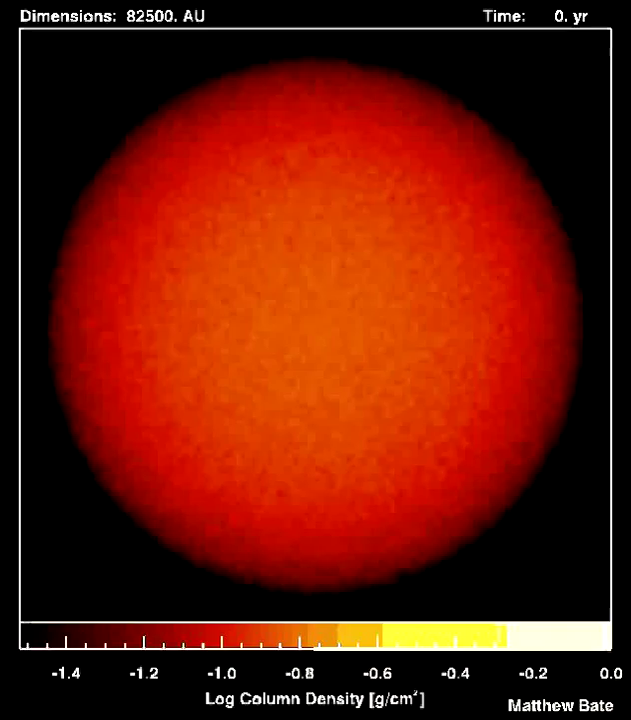 Dimensions: 82500. AU Time: 0. yr
-1.4 -1.2 -1.0 -0.8 -0.6 -0.4 -0.2 0.0
Log Column Density [g/cm²]
Matthew Bate